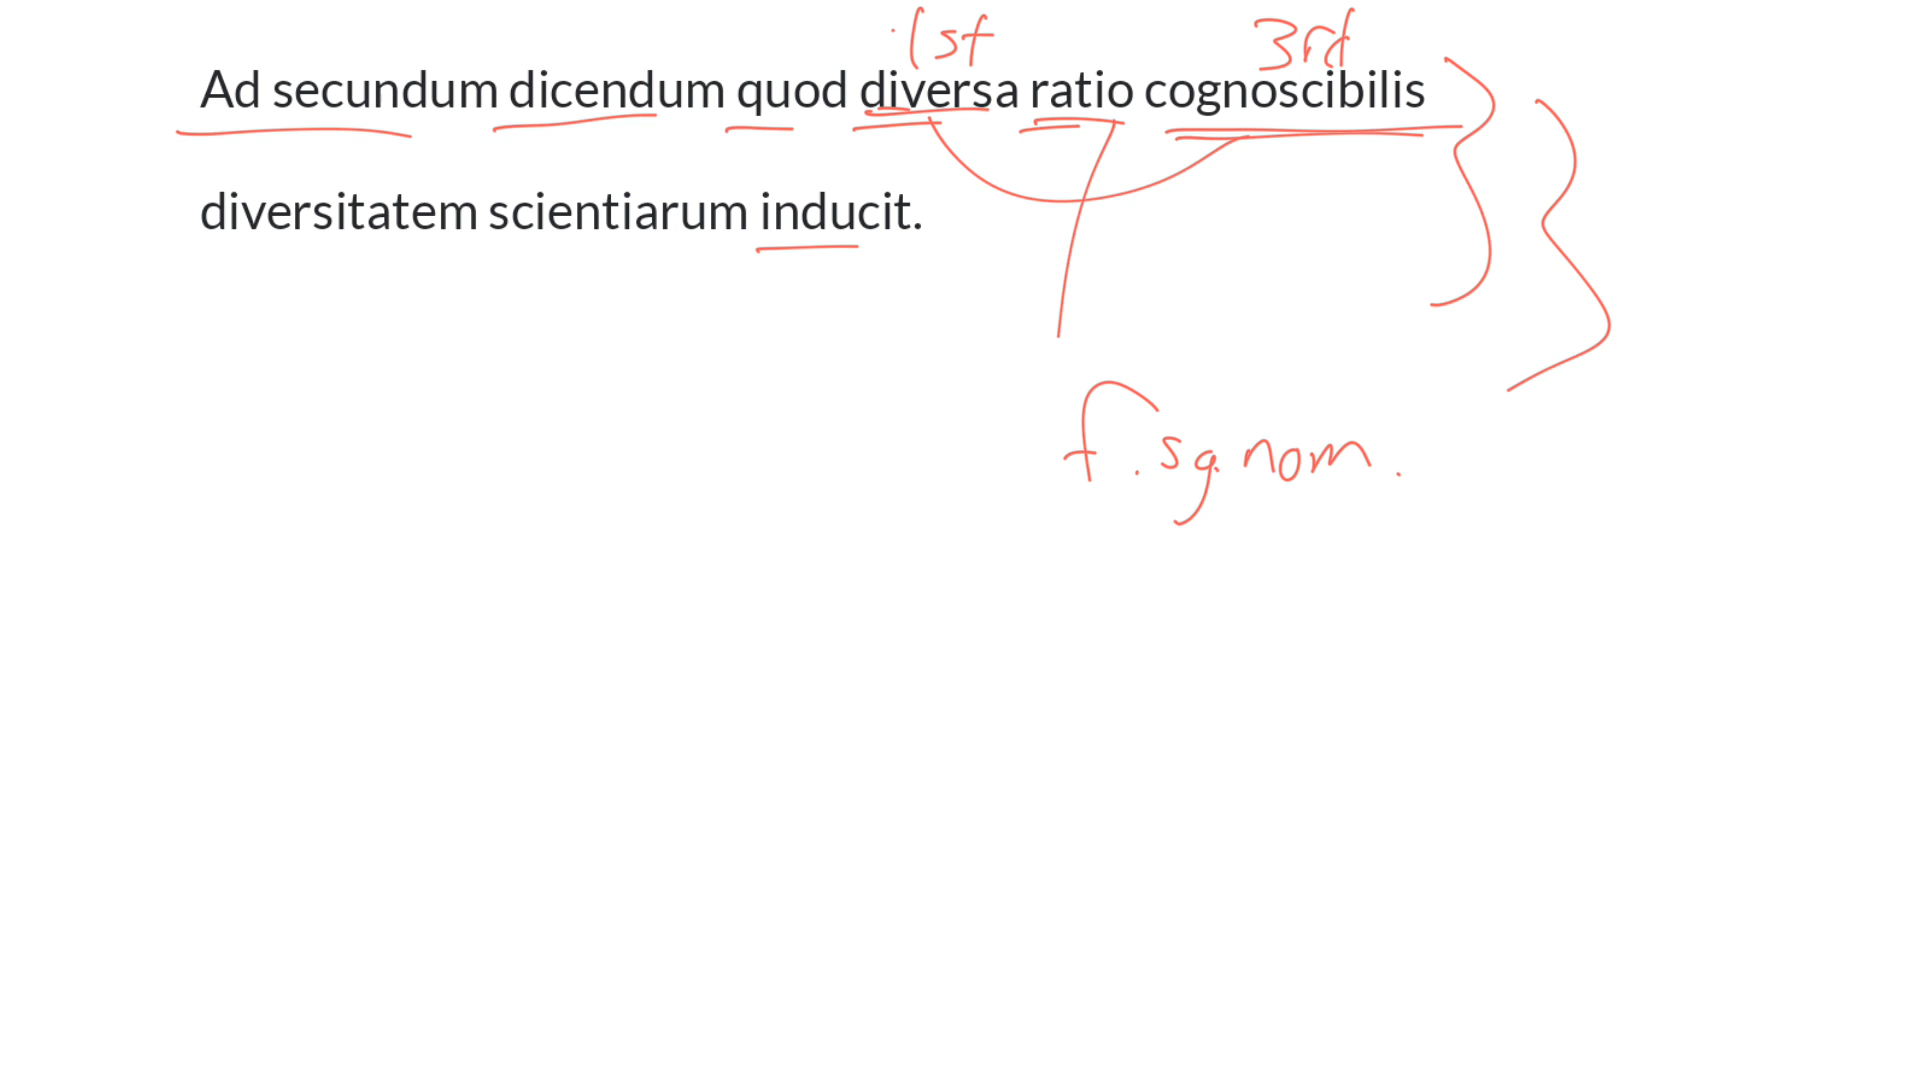 1st 3rd
Ad secundum dicendum quod diversa ratio cognoscibilis
diversitatem scientiarum inducit.
f. sg. nom.